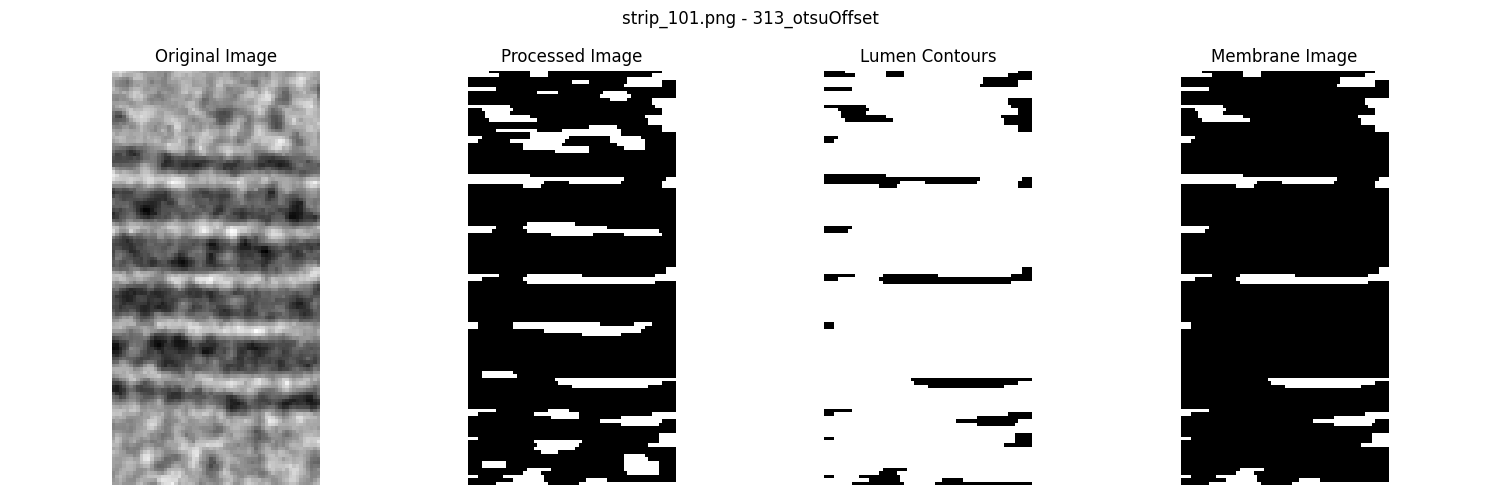 strip_101.png - 313_otsuOffset
Original Image
Processed Image
Lumen Contours
Membrane Image